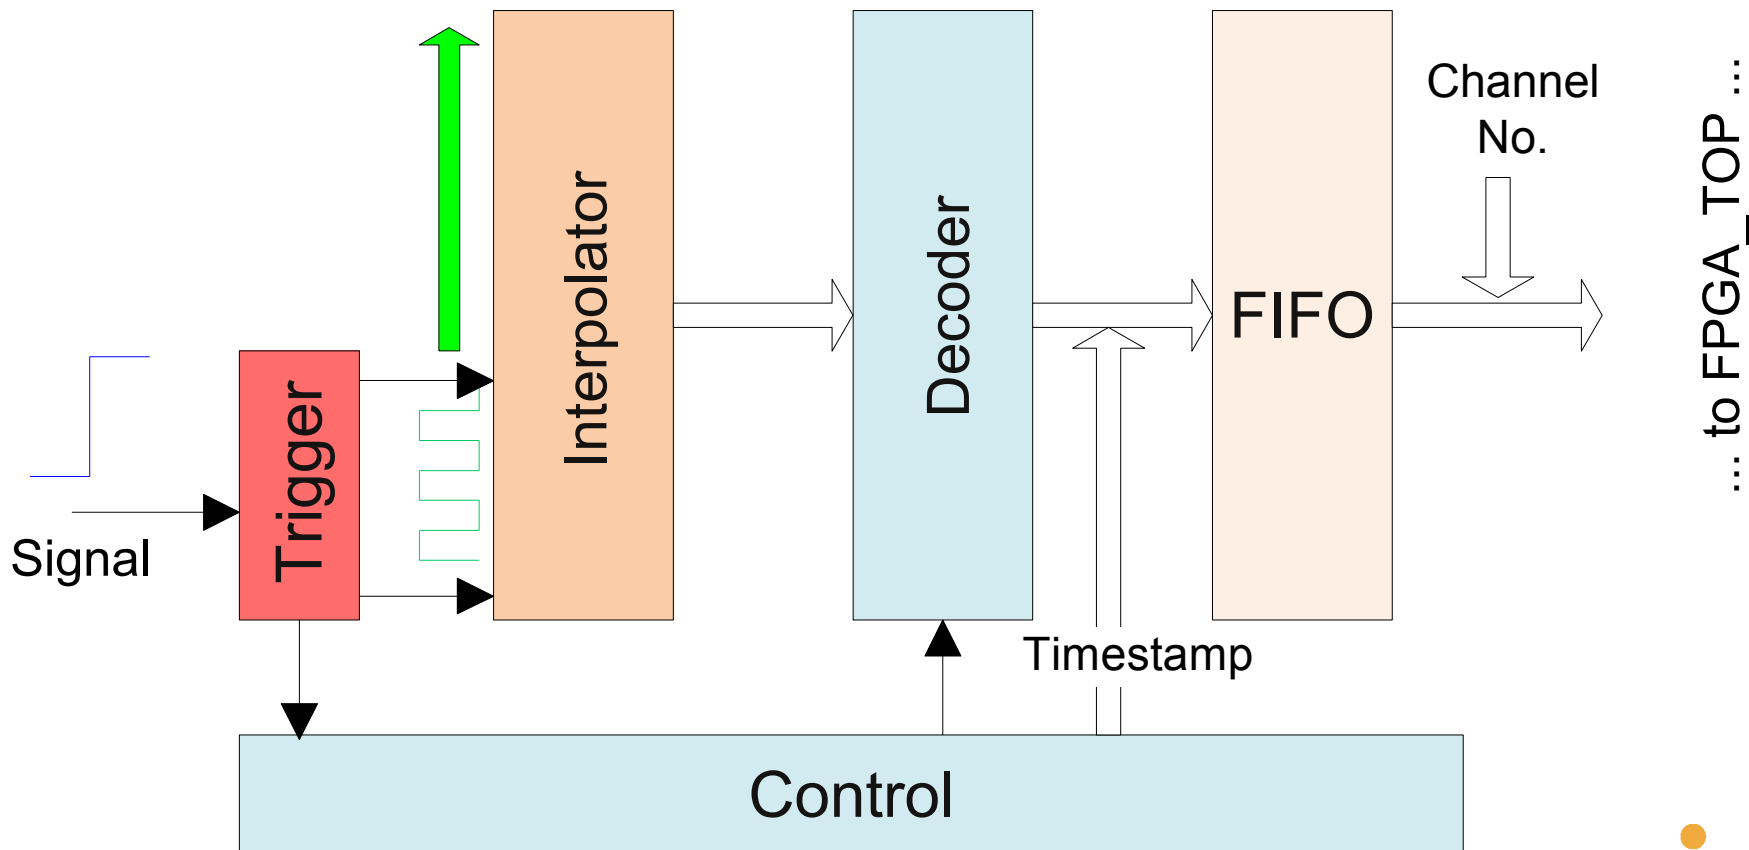 Signal
Trigger
Interpolator
Decoder
Timestamp
FIFO
Channel
No.
... to FPGA_TOP ...
Control